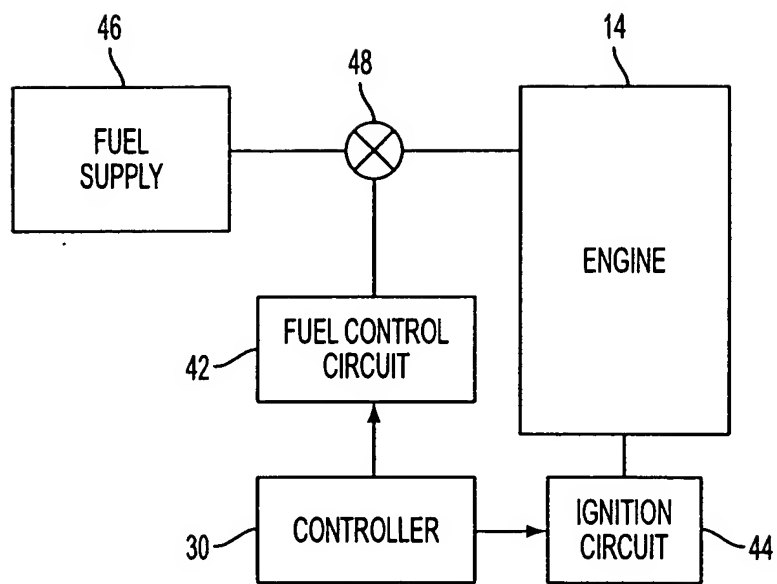 46
48
14
FUEL
SUPPLY
ENGINE
42
FUEL CONTROL
CIRCUIT
30
CONTROLLER
IGNITION
CIRCUIT
44